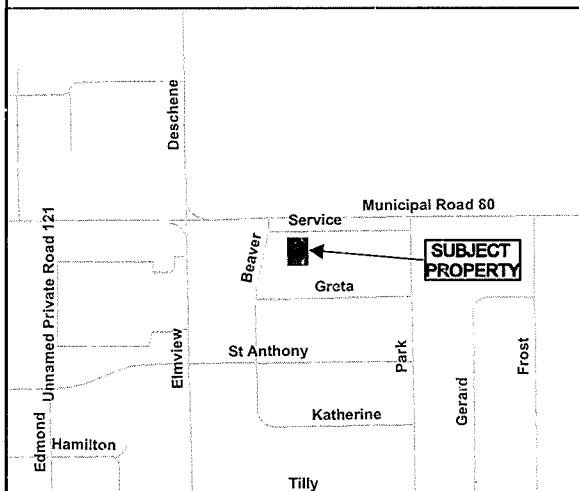 Deschene
Municipal Road 80
Service
Unnamed Private Road 121
Beaver
SUBJECT
PROPERTY
Greta
St Anthony
Elmview
Park
Gerard
Frost
Katherine
Edmond
Hamilton
Tilly